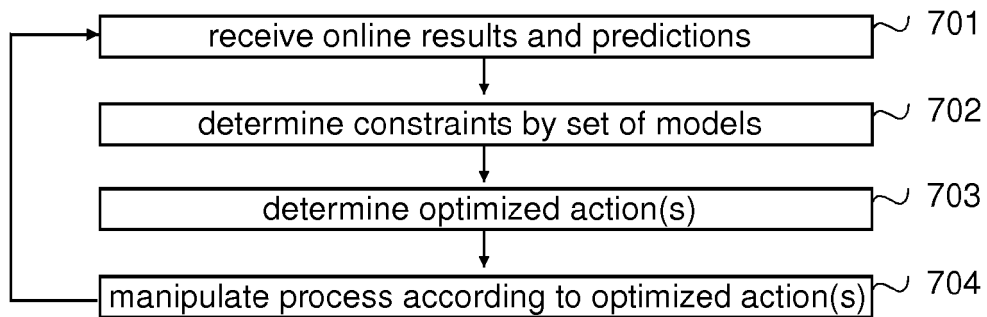 receive online results and predictions 701
determine constraints by set of models 702
determine optimized action(s) 703
manipulate process according to optimized action(s) 704